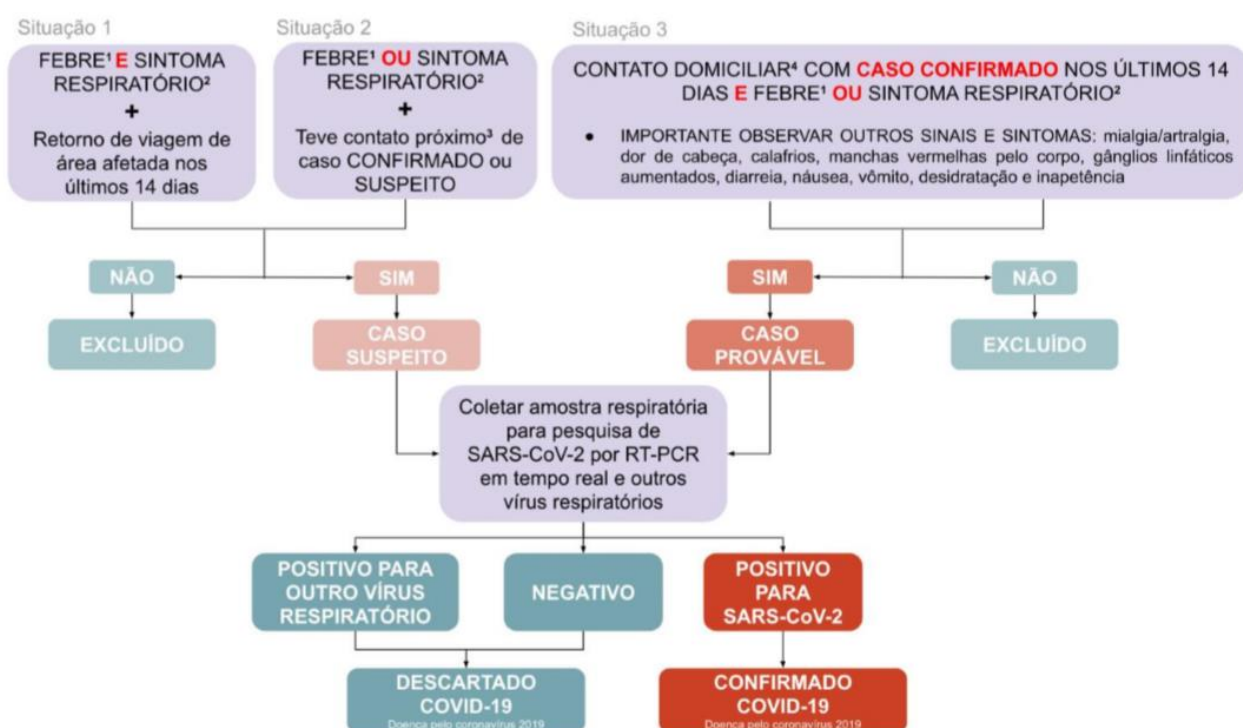 Situação 1
FEBRE¹ E SINTOMA
RESPIRATÓRIO²
+
Retorno de viagem de
área afetada nos
últimos 14 dias
Situação 2
FEBRE¹ OU SINTOMA
RESPIRATÓRIO²
+
Teve contato próximo³ de
caso CONFIRMADO ou
SUSPEITO
Situação 3
CONTATO DOMICILIAR⁴ COM CASO CONFIRMADO NOS ÚLTIMOS 14
DIAS E FEBRE¹ OU SINTOMA RESPIRATÓRIO²
• IMPORTANTE OBSERVAR OUTROS SINAIS E SINTOMAS: mialgia/artralgia,
dor de cabeça, calafrios, manchas vermelhas pelo corpo, gânglios linfáticos
aumentados, diarreia, náusea, vômito, desidratação e inapetência
NÃO
SIM
SIM
NÃO
EXCLUÍDO
CASO
SUSPEITO
CASO
PROVÁVEL
EXCLUÍDO
Coletar amostra respiratória
para pesquisa de
SARS-CoV-2 por RT-PCR
em tempo real e outros
vírus respiratórios
POSITIVO PARA
OUTRO VÍRUS
RESPIRATÓRIO
NEGATIVO
POSITIVO
PARA
SARS-CoV-2
DESCARTADO
COVID-19
Doença pelo coronavírus 2019
CONFIRMADO
COVID-19
Doença pelo coronavírus 2019